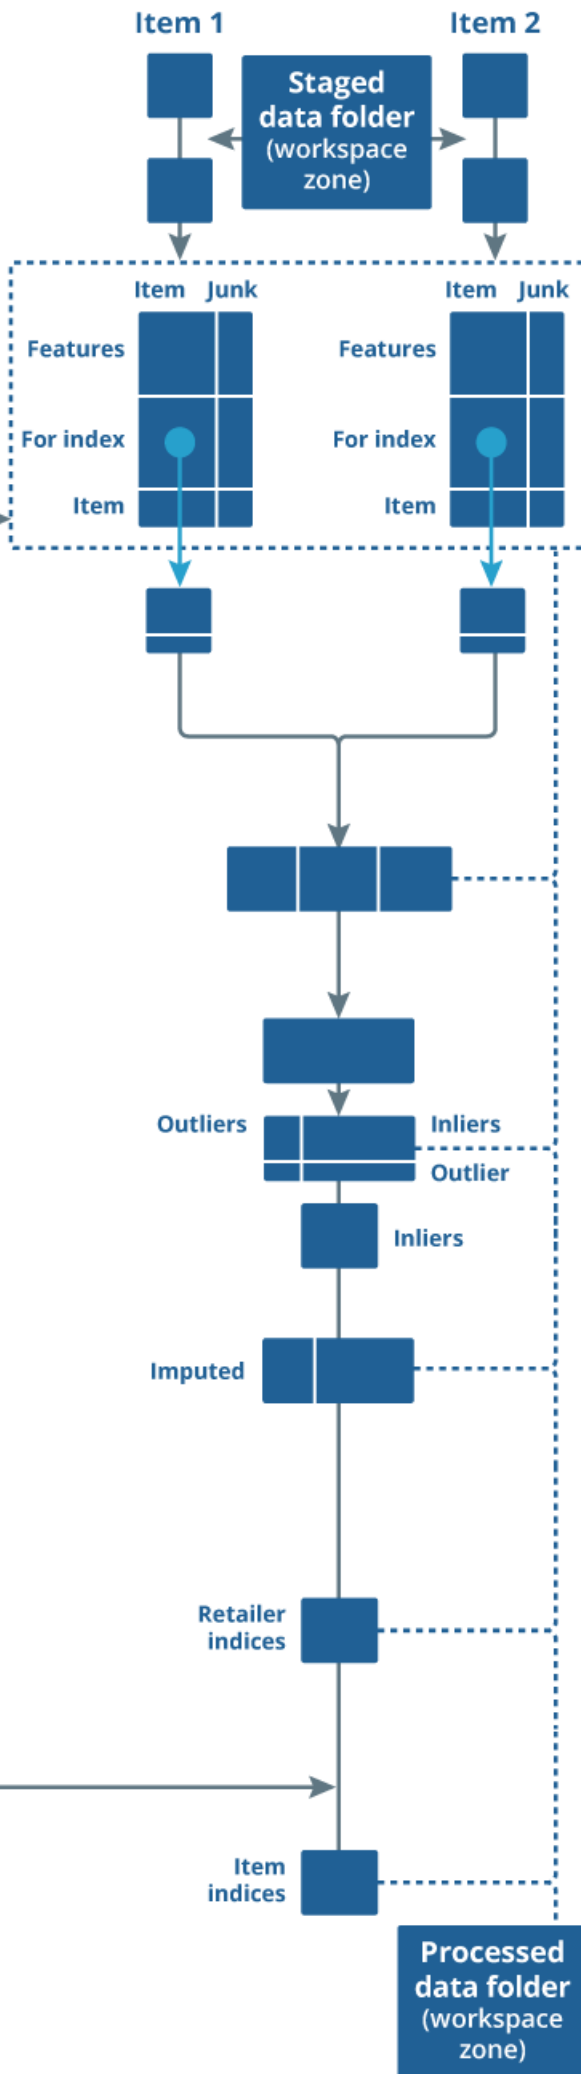 Item 1
Item 2
Staged
data folder
(workspace
zone)
Item Junk
Item Junk
Features
Features
For index
For index
Item
Item
Outliers
Inliers
Outlier
Inliers
Imputed
Retailer
indices
Item
indices
Processed
data folder
(workspace
zone)